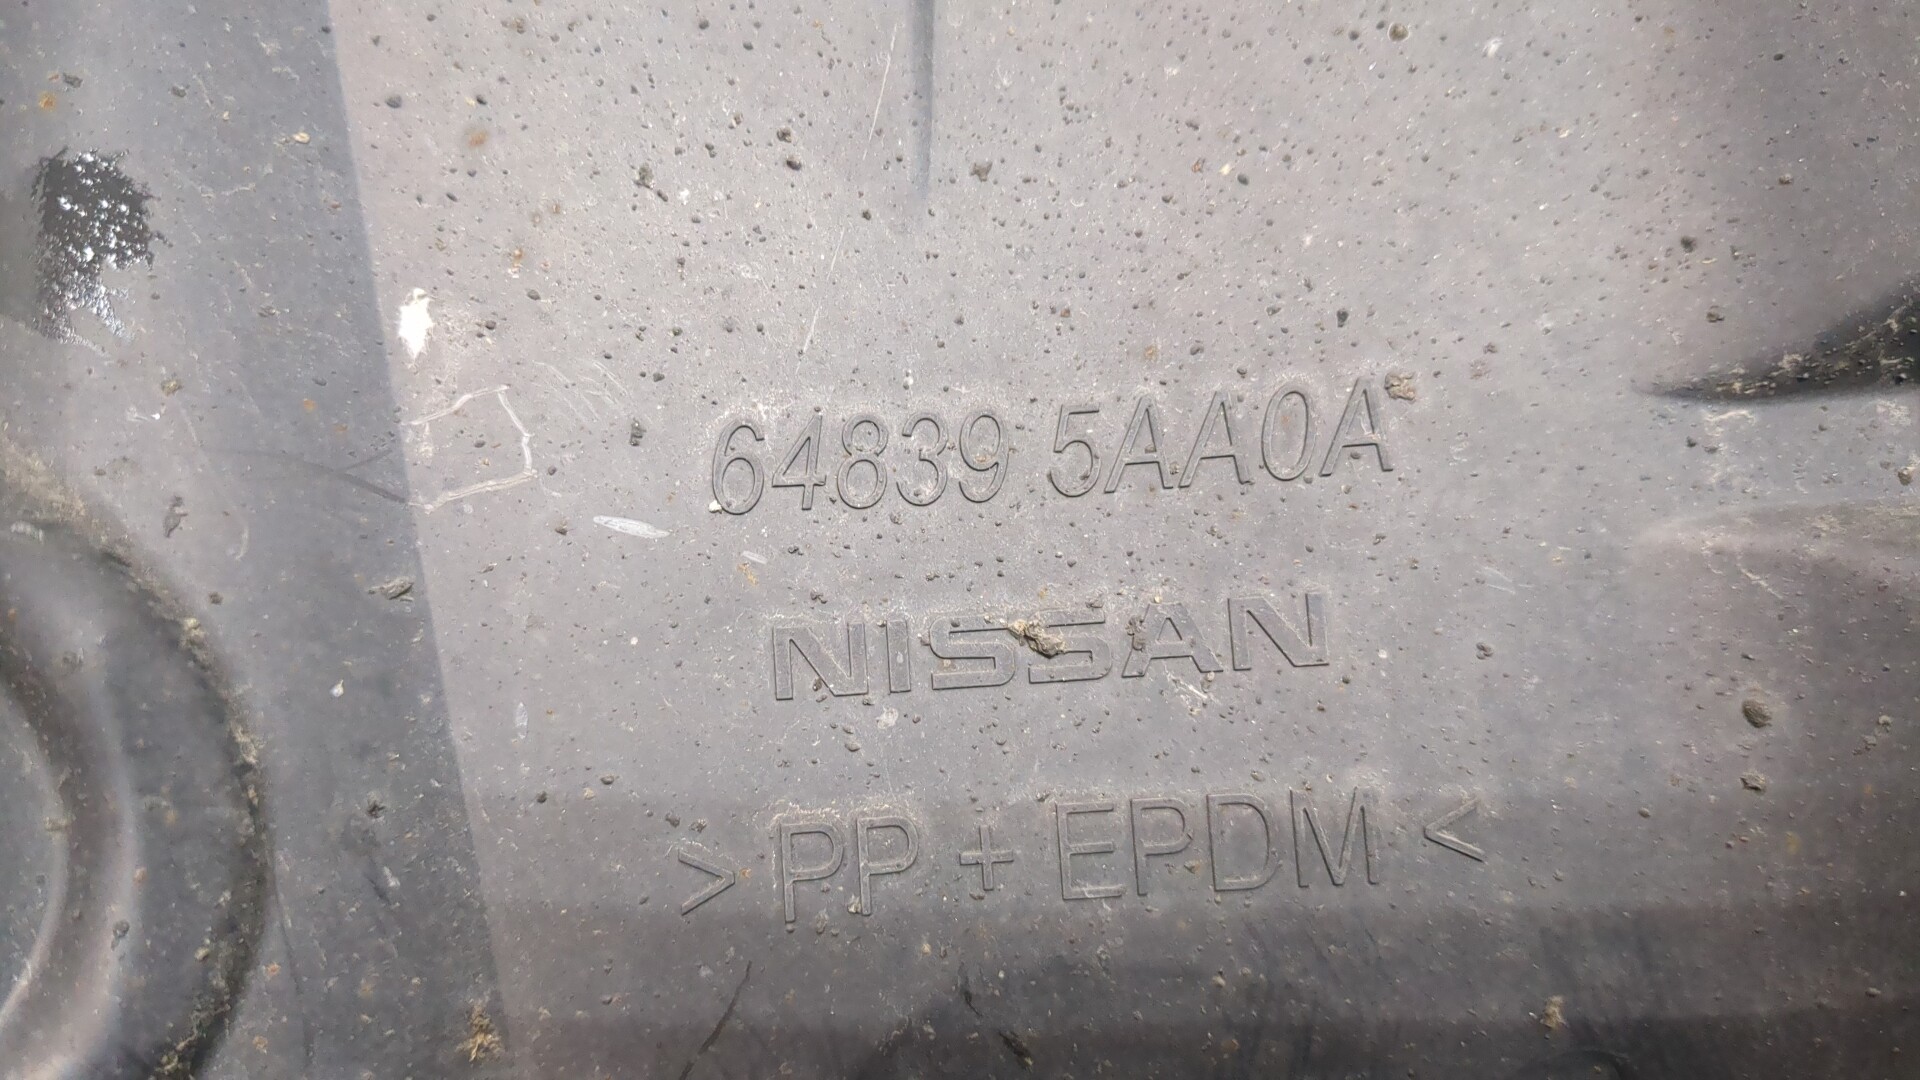 64839 5AA0A
NISSAN
>PP + EPDM<